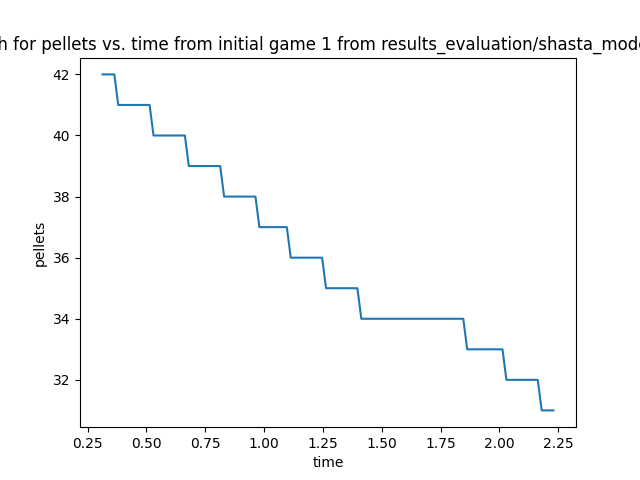 for pellets vs. time from initial game 1 from results_evaluation/shasta_mod
42
40
38
36
34
32
pellets
0.25 0.50 0.75 1.00 1.25 1.50 1.75 2.00 2.25
time